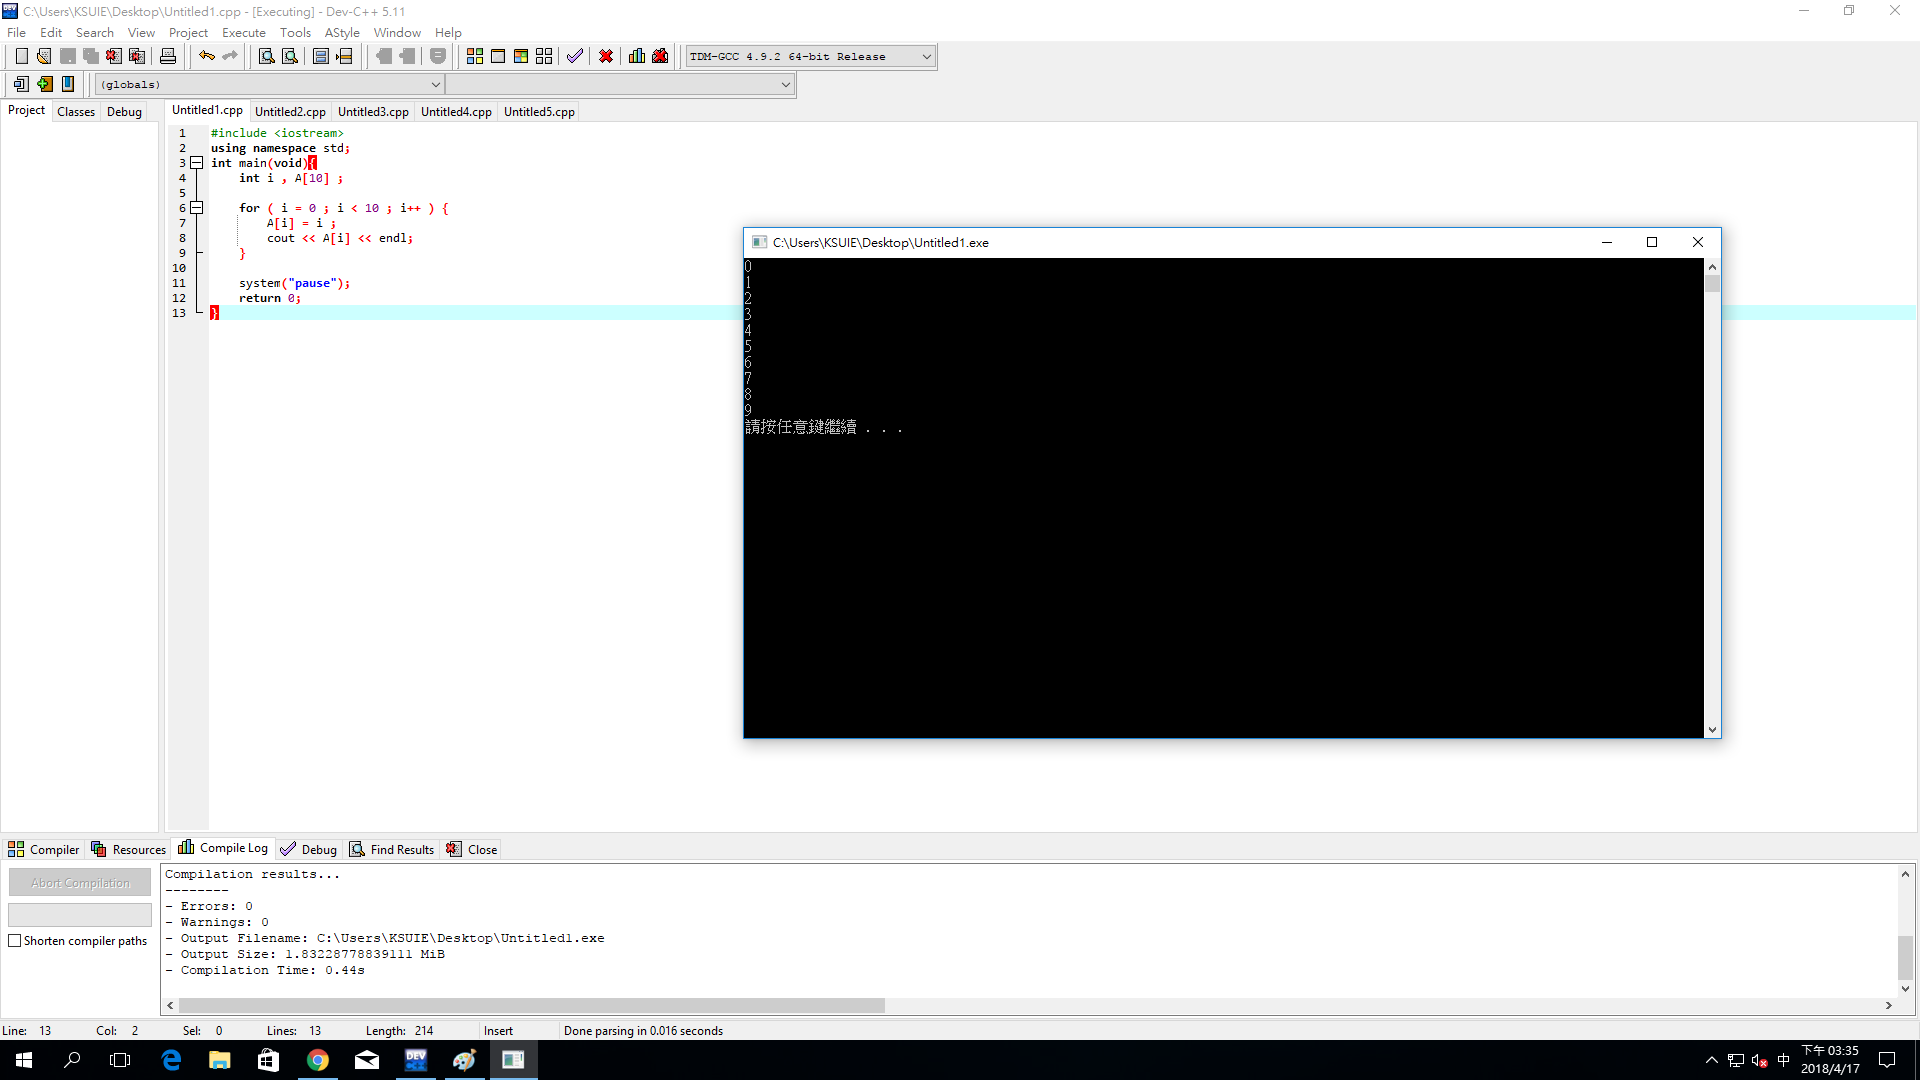 C:\Users\KSUIE\Desktop\Untitled1.cpp - [Executing] - Dev-C++ 5.11
File Edit Search View Project Execute Tools AStyle Window Help
TDM-GCC 4.9.2 64-bit Release
(globals)
Project Classes Debug
Untitled1.cpp Untitled2.cpp Untitled3.cpp Untitled4.cpp Untitled5.cpp
1 #include <iostream>
2 using namespace std;
3 int main(void){
4 int i , A[10] ;
5
6 for ( i = 0 ; i < 10 ; i++ ) {
7 A[i] = i ;
8 cout << A[i] << endl;
9 }
10
11 system("pause");
12 return 0;
13 }
C:\Users\KSUIE\Desktop\Untitled1.exe
0
1
2
3
4
5
6
7
8
9
請按任意鍵繼續 . . .
Compiler Resources Compile Log Debug Find Results Close
Abort Compilation
Shorten compiler paths
Compilation results...
--------
- Errors: 0
- Warnings: 0
- Output Filename: C:\Users\KSUIE\Desktop\Untitled1.exe
- Output Size: 1.83228778839111 MiB
- Compilation Time: 0.44s
Line: 13 Col: 2 Sel: 0 Lines: 13 Length: 214 Insert Done parsing in 0.016 seconds
DEV C++
中
下午 03:35
2018/4/17